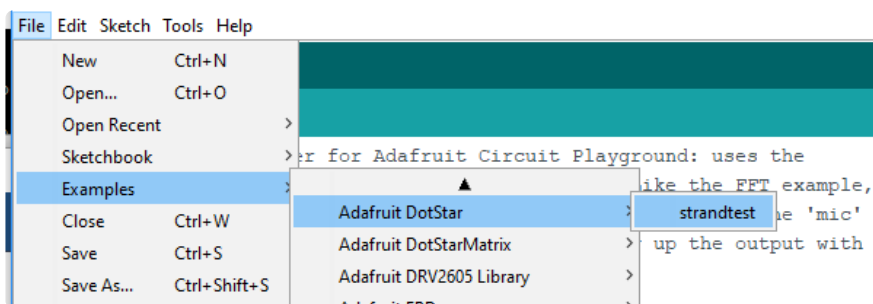 File Edit Sketch Tools Help
New Ctrl+N
Open... Ctrl+O
Open Recent
Sketchbook
er for Adafruit Circuit Playground: uses the
Examples
like the FFT example,
Adafruit DotStar
strandtest
he 'mic'
Close Ctrl+W
Adafruit DotStarMatrix
up the output with
Save Ctrl+S
Adafruit DRV2605 Library
Save As... Ctrl+Shift+S